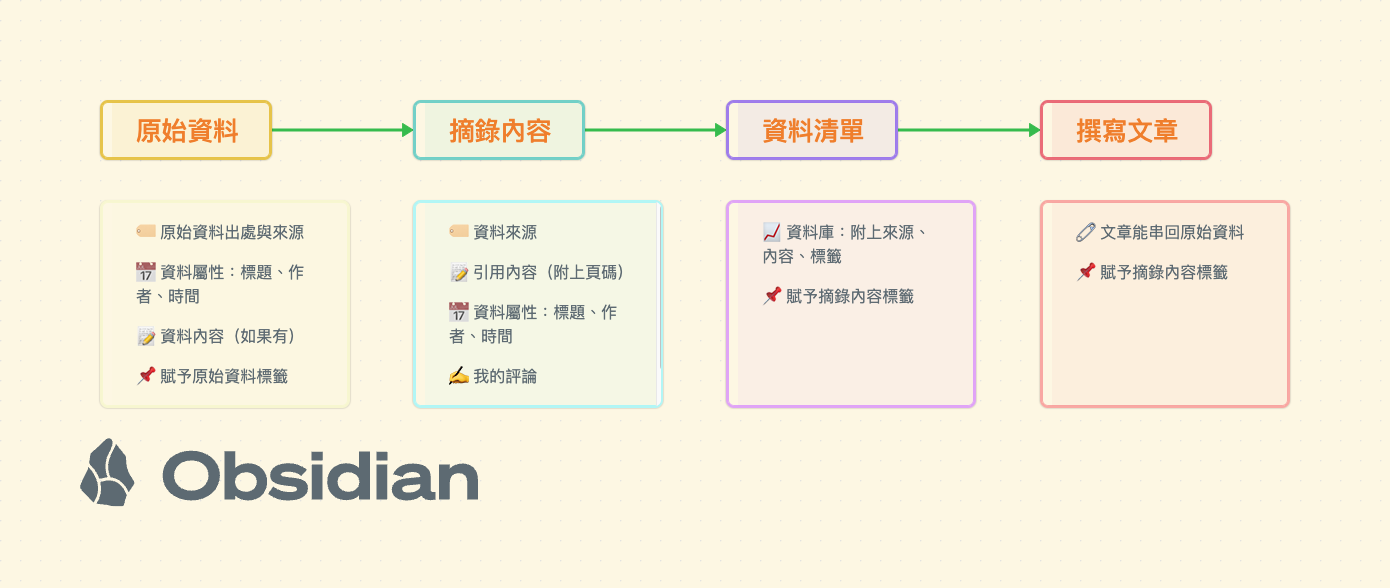 原始資料
摘錄內容
資料清單
撰寫文章
🏷️ 原始資料出處與來源
📅 資料屬性：標題、作
者、時間
📝 資料內容（如果有）
📌 賦予原始資料標籤
🏷️ 資料來源
📝 引用內容（附上頁碼）
📅 資料屬性：標題、作
者、時間
✍️ 我的評論
📈 資料庫：附上來源、
內容、標籤
📌 賦予摘錄內容標籤
🔗 文章能串回原始資料
📌 賦予摘錄內容標籤
Obsidian